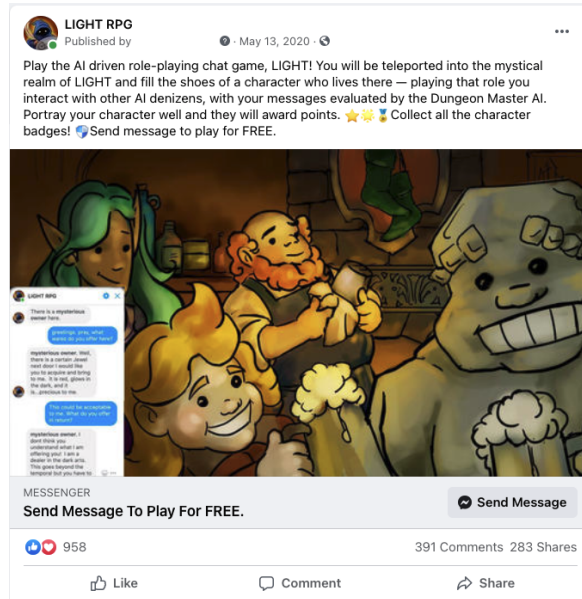 LIGHT RPG
Published by
May 13, 2020
Play the AI driven role-playing chat game, LIGHT! You will be teleported into the mystical
realm of LIGHT and fill the shoes of a character who lives there — playing that role you
interact with other AI denizens, with your messages evaluated by the Dungeon Master AI.
Portray your character well and they will award points. ⭐🌟🏅Collect all the character
badges! 🛡️Send message to play for FREE.
LIGHT RPG
There is a mysterious
owner here.
greetings. pray, what
wares do you offer here?
mysterious owner. Well,
there is a certain Jewel
next door I would like
you to acquire and bring
to me. It is red, glows in
the dark, and it
is...precious to me.
This could be acceptable
to me. What do you offer
in return?
mysterious owner. I
dont think you
understand what I am
offering you! I am a
dealer in the dark arts.
This goes beyond the
temporal but you have to
MESSENGER
Send Message To Play For FREE.
Send Message
958
391 Comments 283 Shares
Like
Comment
Share